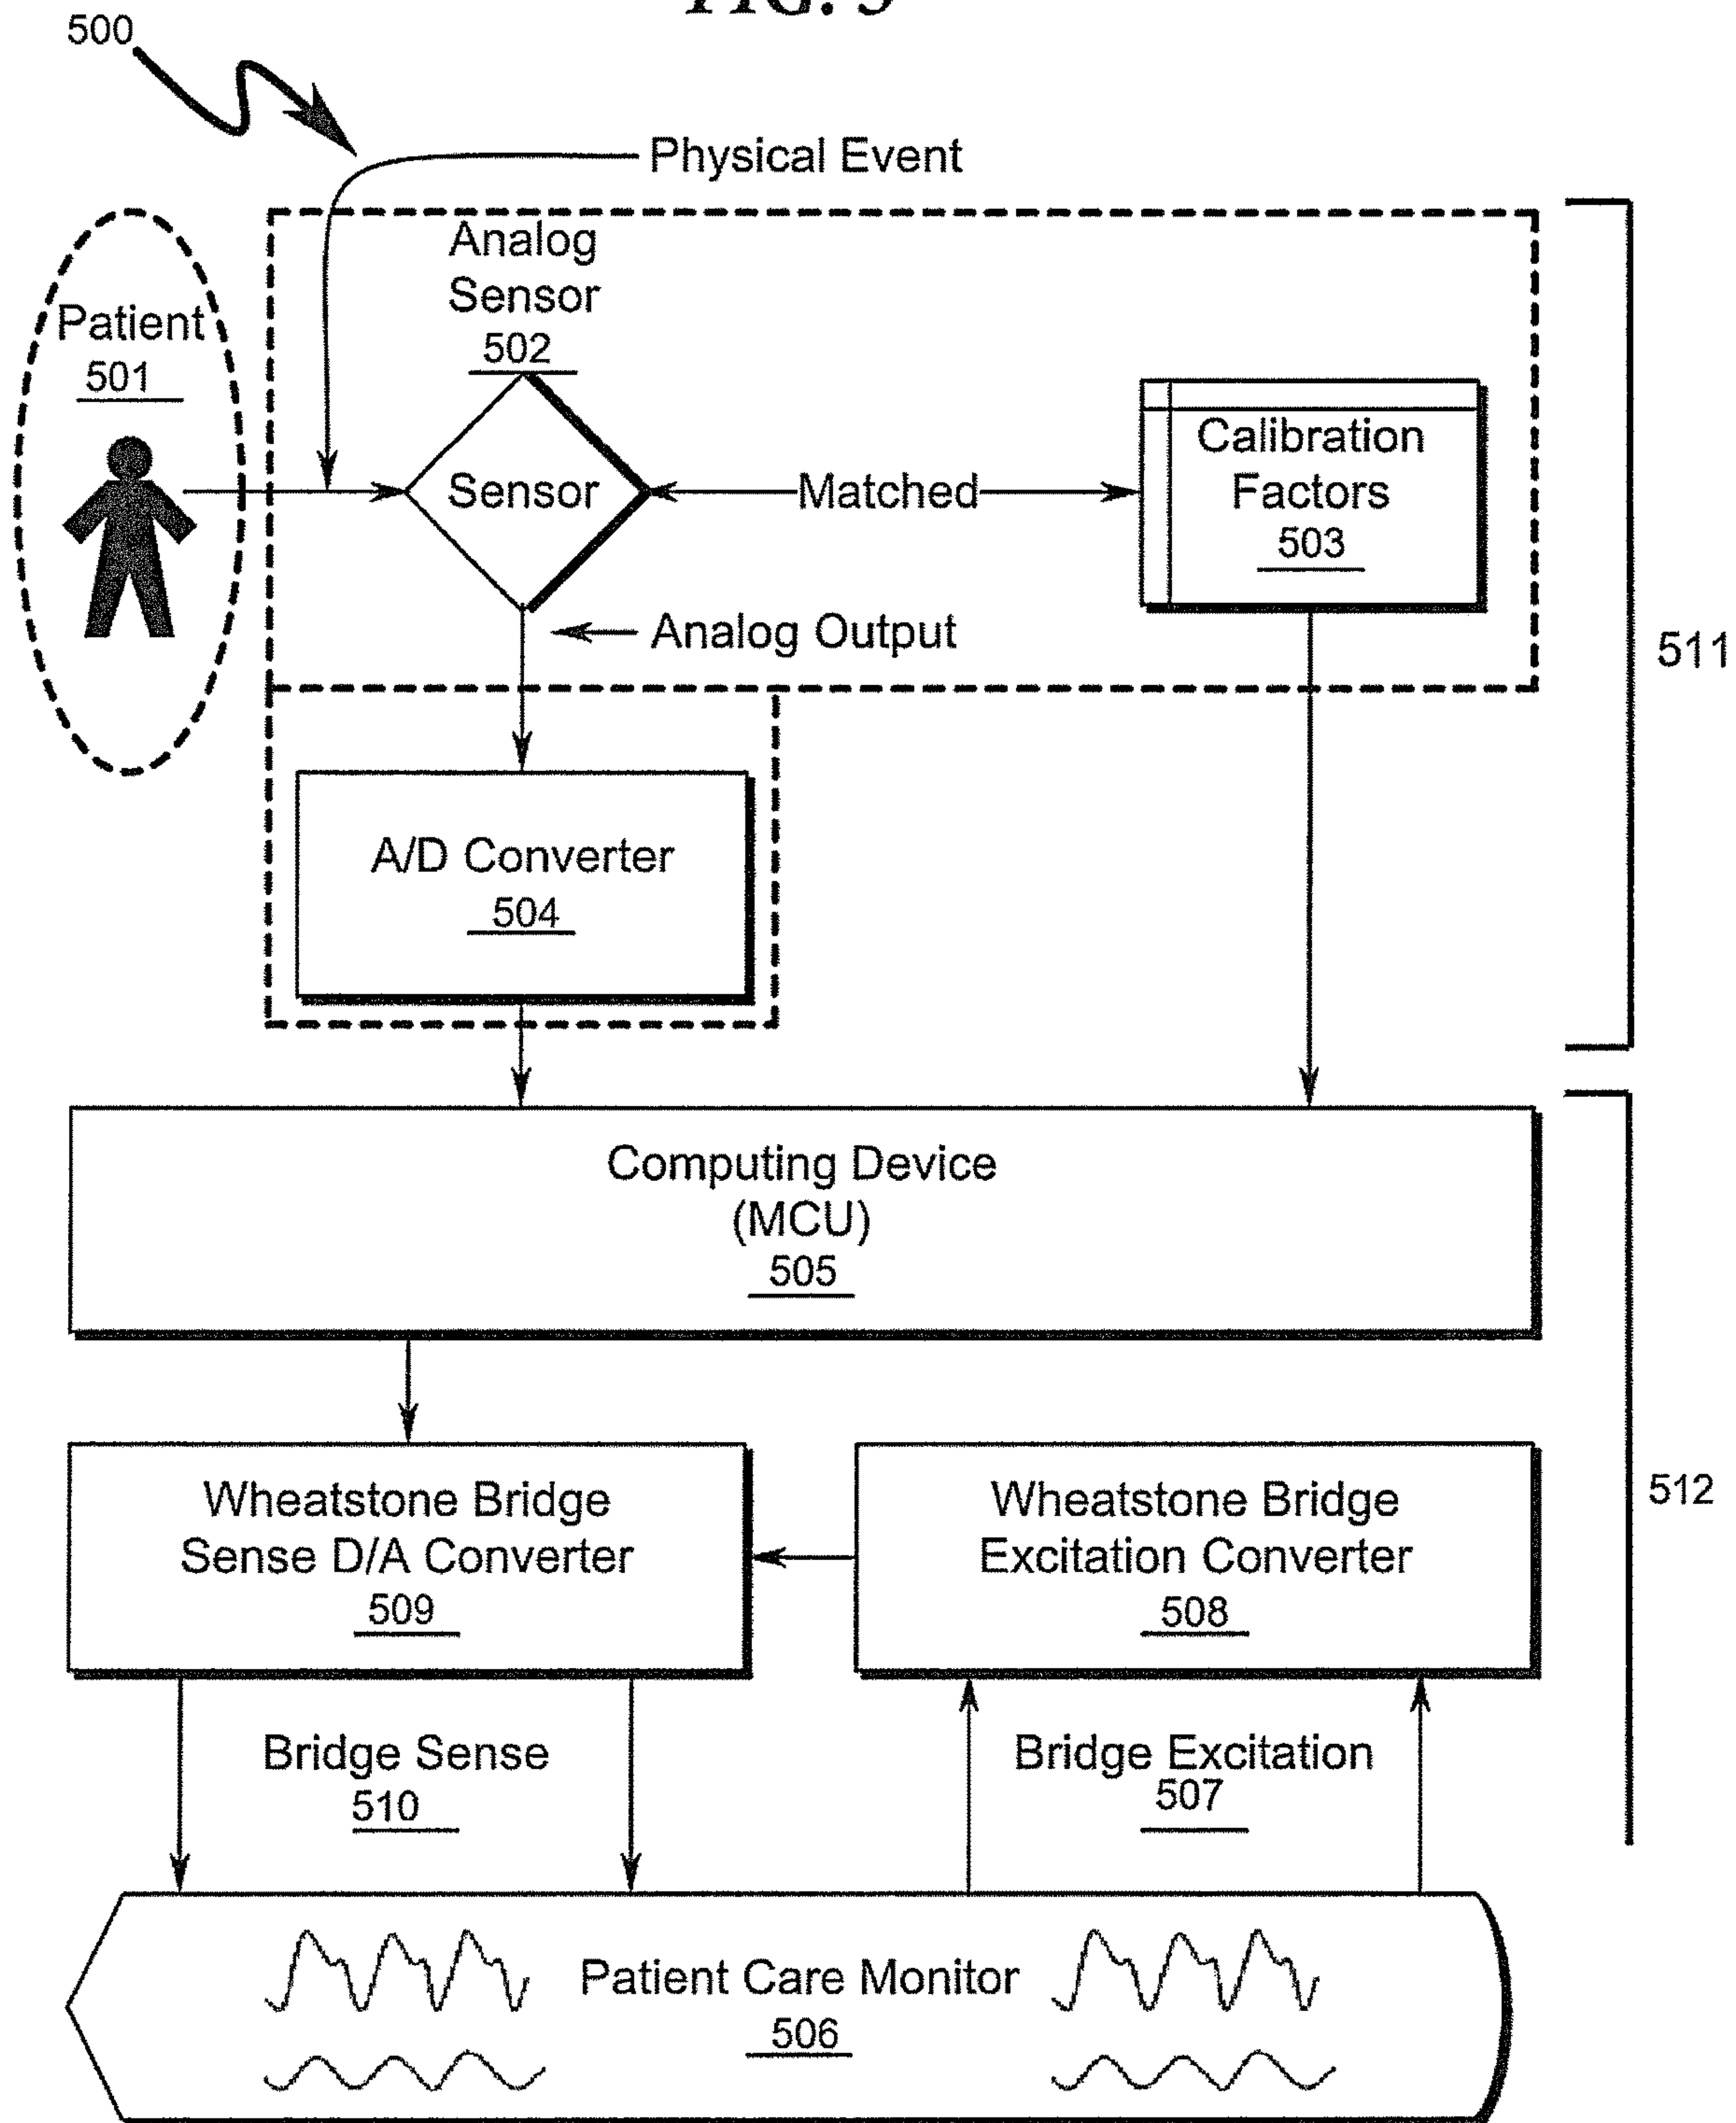 FIG. 5
500
Physical Event
Analog
Sensor
502
Patient
501
Sensor
Matched
Calibration
Factors
503
Analog Output
511
A/D Converter
504
Computing Device
(MCU)
505
Wheatstone Bridge
Sense D/A Converter
509
Wheatstone Bridge
Excitation Converter
508
512
Bridge Sense
510
Bridge Excitation
507
Patient Care Monitor
506